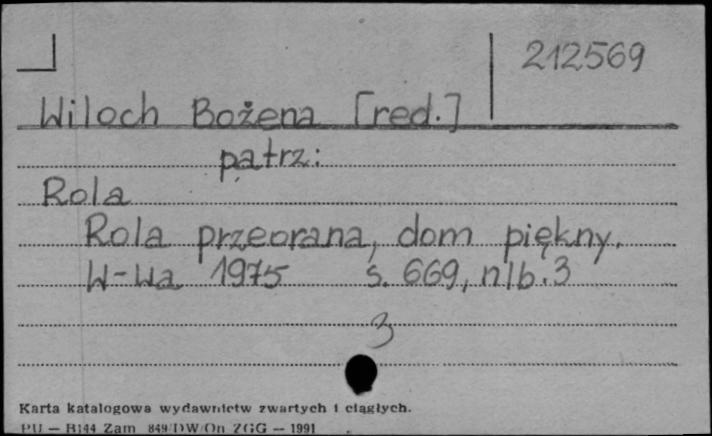 212569
Wiloch Bożena [red.]
patrz:
Rola
Rola przeorana, dom piękny.
W-wa 1975 s. 669, nlb. 3
3
Karta katalogowa wydawnictw zwartych i ciągłych.
PU — B144 Zam 849/DW/On ZGG — 1991